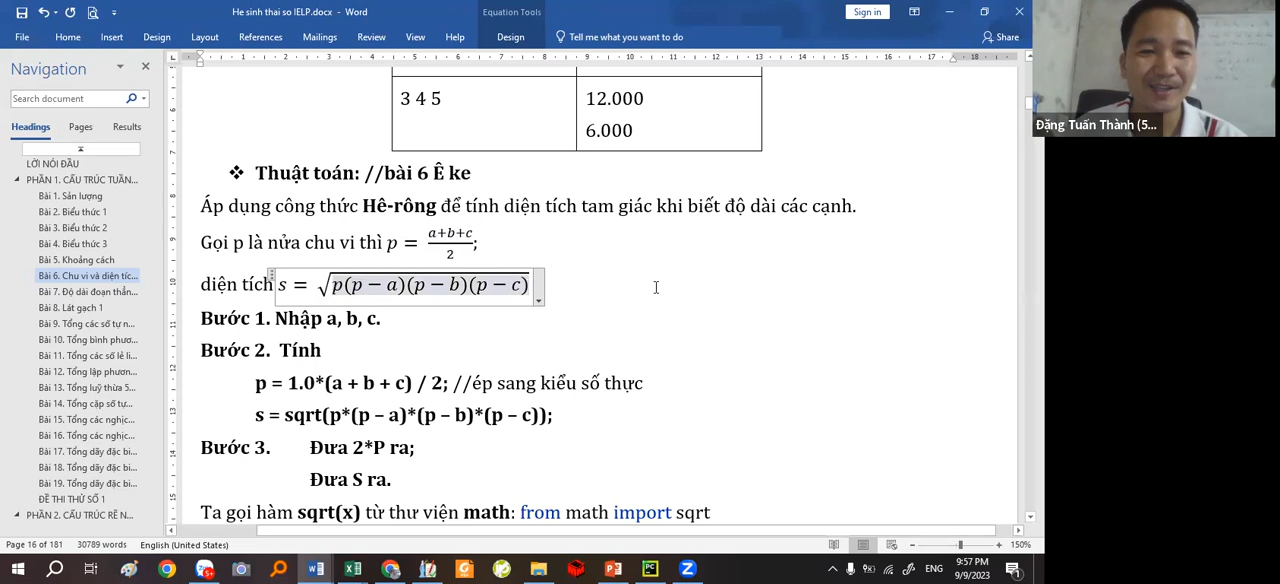 He sinh thai so IELP.docx - Word
Equation Tools
Sign in
File
Home
Insert
Design
Layout
References
Mailings
Review
View
Help
Design
Tell me what you want to do
Share
Navigation
Search document
Headings
Pages
Results
LỜI NÓI ĐẦU
PHẦN 1. CẤU TRÚC TUẦN...
Bài 1. Sản lượng
Bài 2. Biểu thức 1
Bài 3. Biểu thức 2
Bài 4. Biểu thức 3
Bài 5. Khoảng cách
Bài 6. Chu vi và diện tíc...
Bài 7. Độ dài đoạn thẳn...
Bài 8. Lát gạch 1
Bài 9. Tổng các số tự n...
Bài 10. Tổng bình phươ...
Bài 11. Tổng các số lẻ li...
Bài 12. Tổng lập phươn...
Bài 13. Tổng luỹ thừa 5...
Bài 14. Tổng cặp số tự...
Bài 15. Tổng các nghịc...
Bài 16. Tổng các nghịc...
Bài 17. Tổng dãy đặc bi...
Bài 18. Tổng dãy đặc bi...
Bài 19. Tổng dãy đặc bi...
ĐỀ THI THỬ SỐ 1
PHẦN 2. CẤU TRÚC RẼ N...
3 4 5
12.000
6.000
❖ Thuật toán: //bài 6 Ê ke
Áp dụng công thức Hê-rông để tính diện tích tam giác khi biết độ dài các cạnh.
Gọi p là nửa chu vi thì p = (a+b+c)/2;
diện tích s = √(p(p − a)(p − b)(p − c))
Bước 1. Nhập a, b, c.
Bước 2. Tính
p = 1.0*(a + b + c) / 2; //ép sang kiểu số thực
s = sqrt(p*(p – a)*(p – b)*(p – c));
Bước 3. Đưa 2*P ra;
Đưa S ra.
Ta gọi hàm sqrt(x) từ thư viện math: from math import sqrt
Đặng Tuấn Thành (5...
Page 16 of 181
30789 words
English (United States)
150%
ENG
9:57 PM
9/9/2023